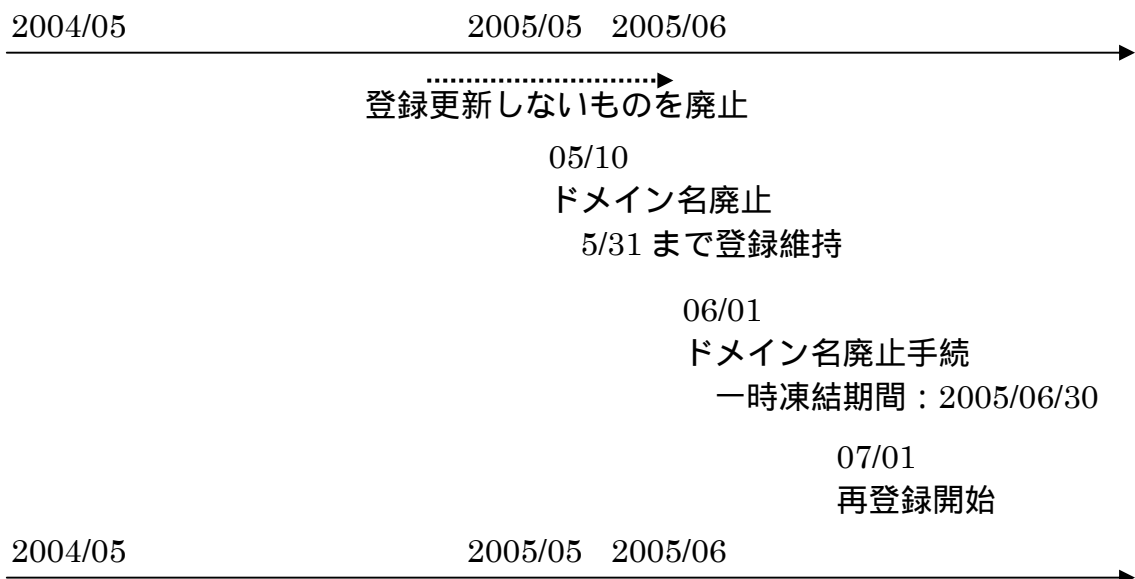 2004/05 2005/05 2005/06
登録更新しないものを廃止
05/10
ドメイン名廃止
5/31 まで登録維持
06/01
ドメイン名廃止手続
一時凍結期間：2005/06/30
07/01
再登録開始
2004/05 2005/05 2005/06